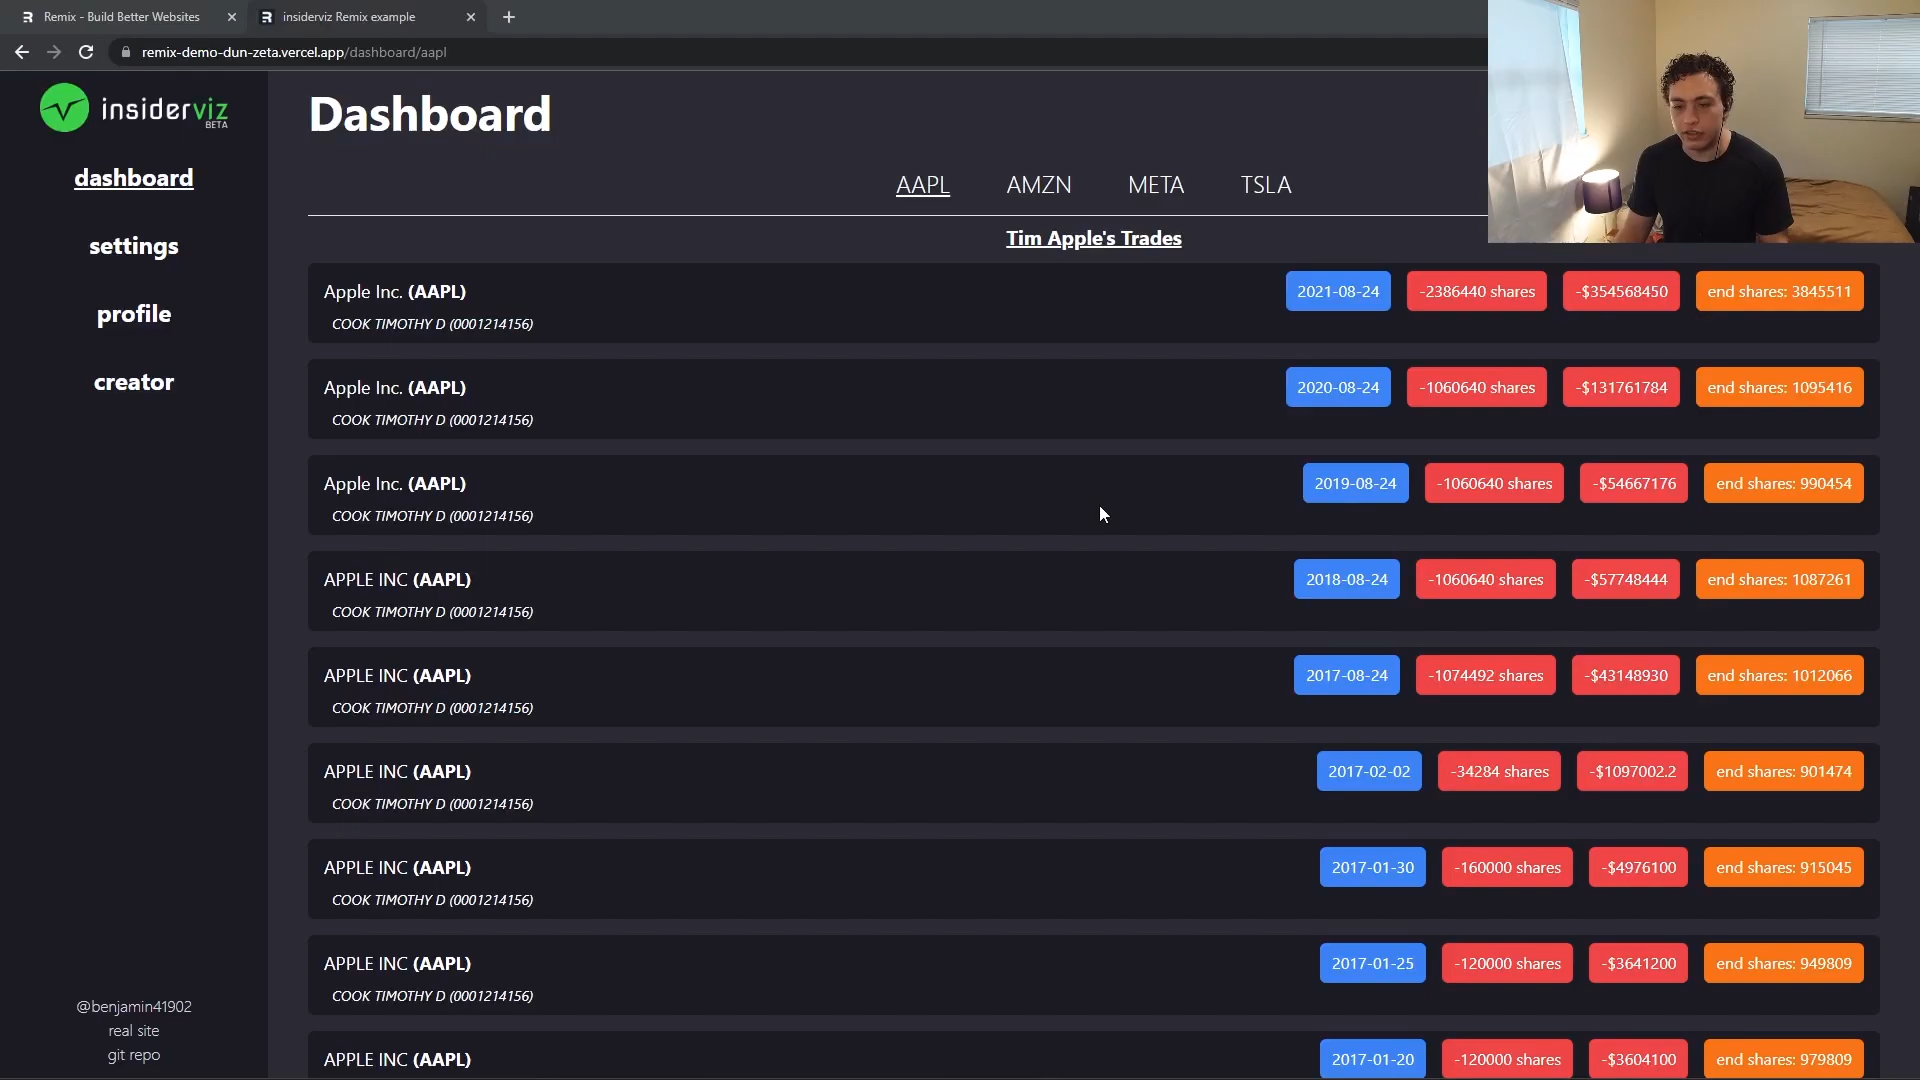 Remix - Build Better Websites
insiderviz Remix example
remix-demo-dun-zeta.vercel.app/dashboard/aapl
insiderviz
BETA
dashboard
settings
profile
creator
@benjamin41902
real site
git repo
Dashboard
AAPL AMZN META TSLA
Tim Apple's Trades
Apple Inc. (AAPL) 2021-08-24 -2386440 shares -$354568450 end shares: 3845511
COOK TIMOTHY D (0001214156)
Apple Inc. (AAPL) 2020-08-24 -1060640 shares -$131761784 end shares: 1095416
COOK TIMOTHY D (0001214156)
Apple Inc. (AAPL) 2019-08-24 -1060640 shares -$54667176 end shares: 990454
COOK TIMOTHY D (0001214156)
APPLE INC (AAPL) 2018-08-24 -1060640 shares -$57748444 end shares: 1087261
COOK TIMOTHY D (0001214156)
APPLE INC (AAPL) 2017-08-24 -1074492 shares -$43148930 end shares: 1012066
COOK TIMOTHY D (0001214156)
APPLE INC (AAPL) 2017-02-02 -34284 shares -$1097002.2 end shares: 901474
COOK TIMOTHY D (0001214156)
APPLE INC (AAPL) 2017-01-30 -160000 shares -$4976100 end shares: 915045
COOK TIMOTHY D (0001214156)
APPLE INC (AAPL) 2017-01-25 -120000 shares -$3641200 end shares: 949809
COOK TIMOTHY D (0001214156)
APPLE INC (AAPL) 2017-01-20 -120000 shares -$3604100 end shares: 979809